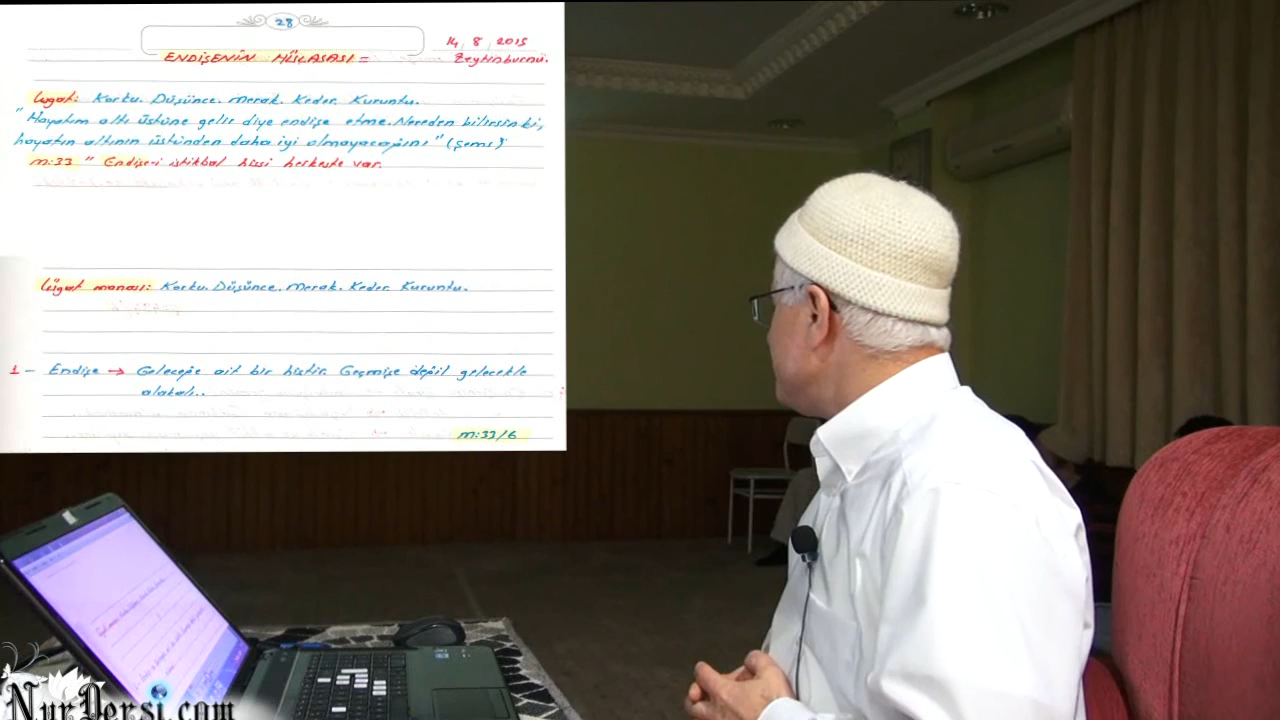 28
14, 8, 2015
ENDİŞENİN HÜLASASI =
Zeytinburnu.
Lugat: Korku. Düşünce. Merak. Keder. Kuruntu.
"Hayatım altı üstüne gelir diye endişe etme. Nereden bilirsin ki,
hayatın altının üstünden daha iyi olmayacağını" (Şems)
m:33 " Endişe-i istikbal hissi herkeste var.
Lügat manası: Korku. Düşünce. Merak. Keder. Kuruntu.
1 - Endişe → Geleceğe ait bir histir. Geçmişe değil gelecekle
alakalı..
m:33/6
NurDersi.com